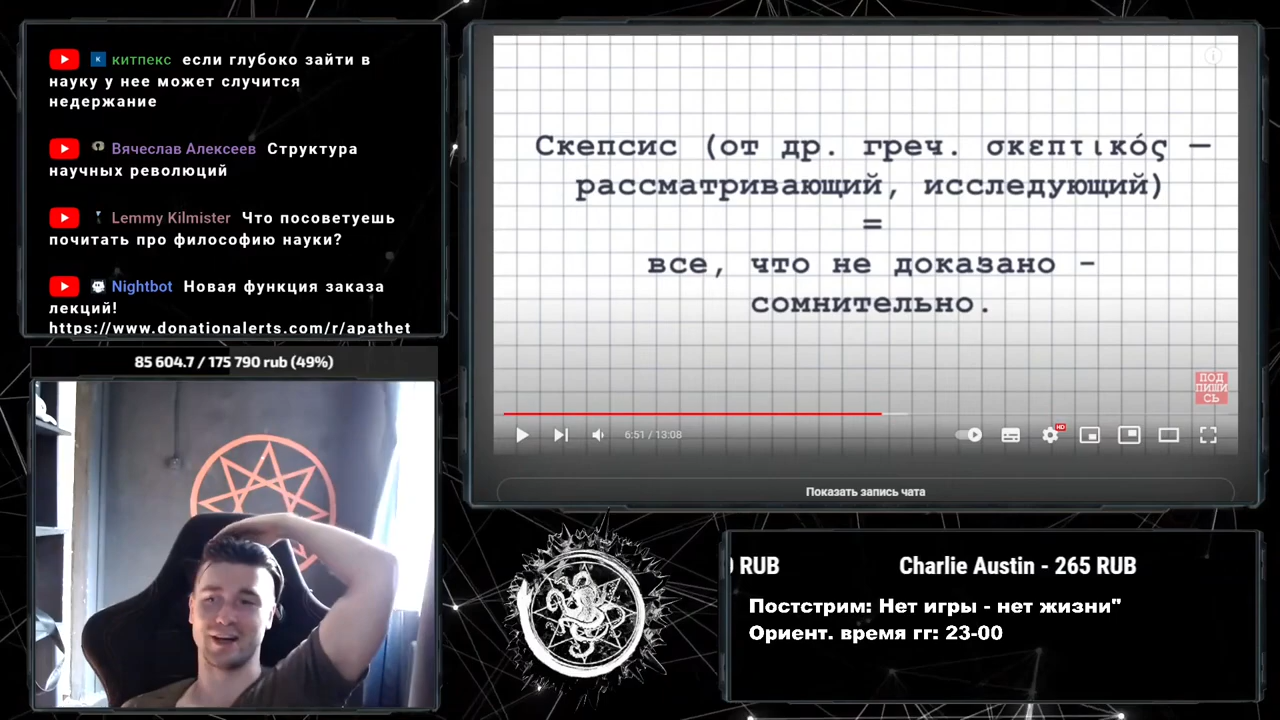 китпекс если глубоко зайти в
науку у нее может случится
недержание
Вячеслав Алексеев Структура
научных революций
Lemmy Kilmister Что посоветуешь
почитать про философию науки?
Nightbot Новая функция заказа
лекций!
https://www.donationalerts.com/r/apathet
85 604.7 / 175 790 rub (49%)
Скепсис (от др. греч. σκεπτικός —
рассматривающий, исследующий)
=
все, что не доказано -
сомнительно.
ПОД
ПИШИ
СЬ
6:51 / 13:08
HD
Показать запись чата
RUB
Charlie Austin - 265 RUB
Постстрим: Нет игры - нет жизни"
Ориент. время гг: 23-00